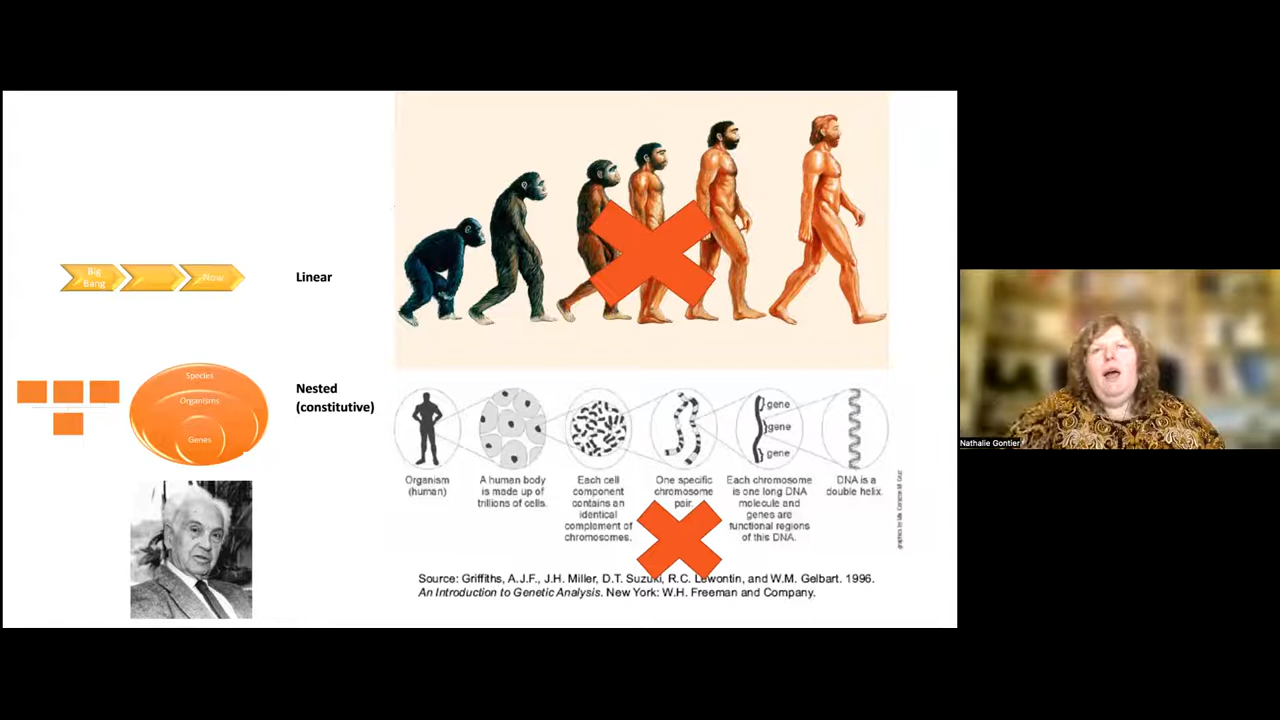 Big
Bang
Now
Linear
Species
Organisms
Genes
Nested
(constitutive)
gene
gene
gene
Organism
(human)
A human body
is made up of
trillions of cells.
Each cell
component
contains an
identical
complement of
chromosomes.
One specific
chromosome
pair.
Each chromosome
is one long DNA
molecule and
genes are
functional regions
of this DNA.
DNA is a
double helix.
Source: Griffiths, A.J.F., J.H. Miller, D.T. Suzuki, R.C. Lewontin, and W.M. Gelbart. 1996.
An Introduction to Genetic Analysis. New York: W.H. Freeman and Company.
Nathalie Gontier